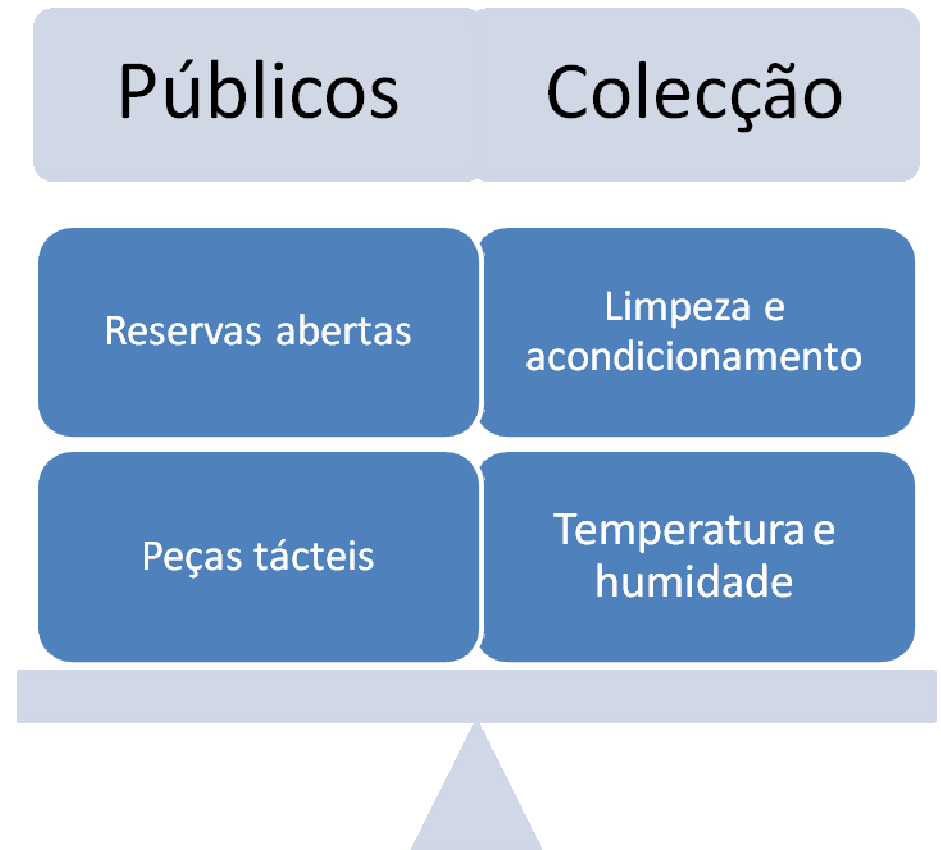 Públicos
Colecção
Reservas abertas
Limpeza e
acondicionamento
Peças tácteis
Temperatura e
humidade